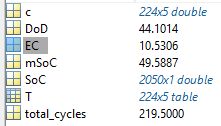 c 224x5 double
DoD 44.1014
EC 10.5306
mSoC 49.5887
SoC 2050x1 double
T 224x5 table
total_cycles 219.5000